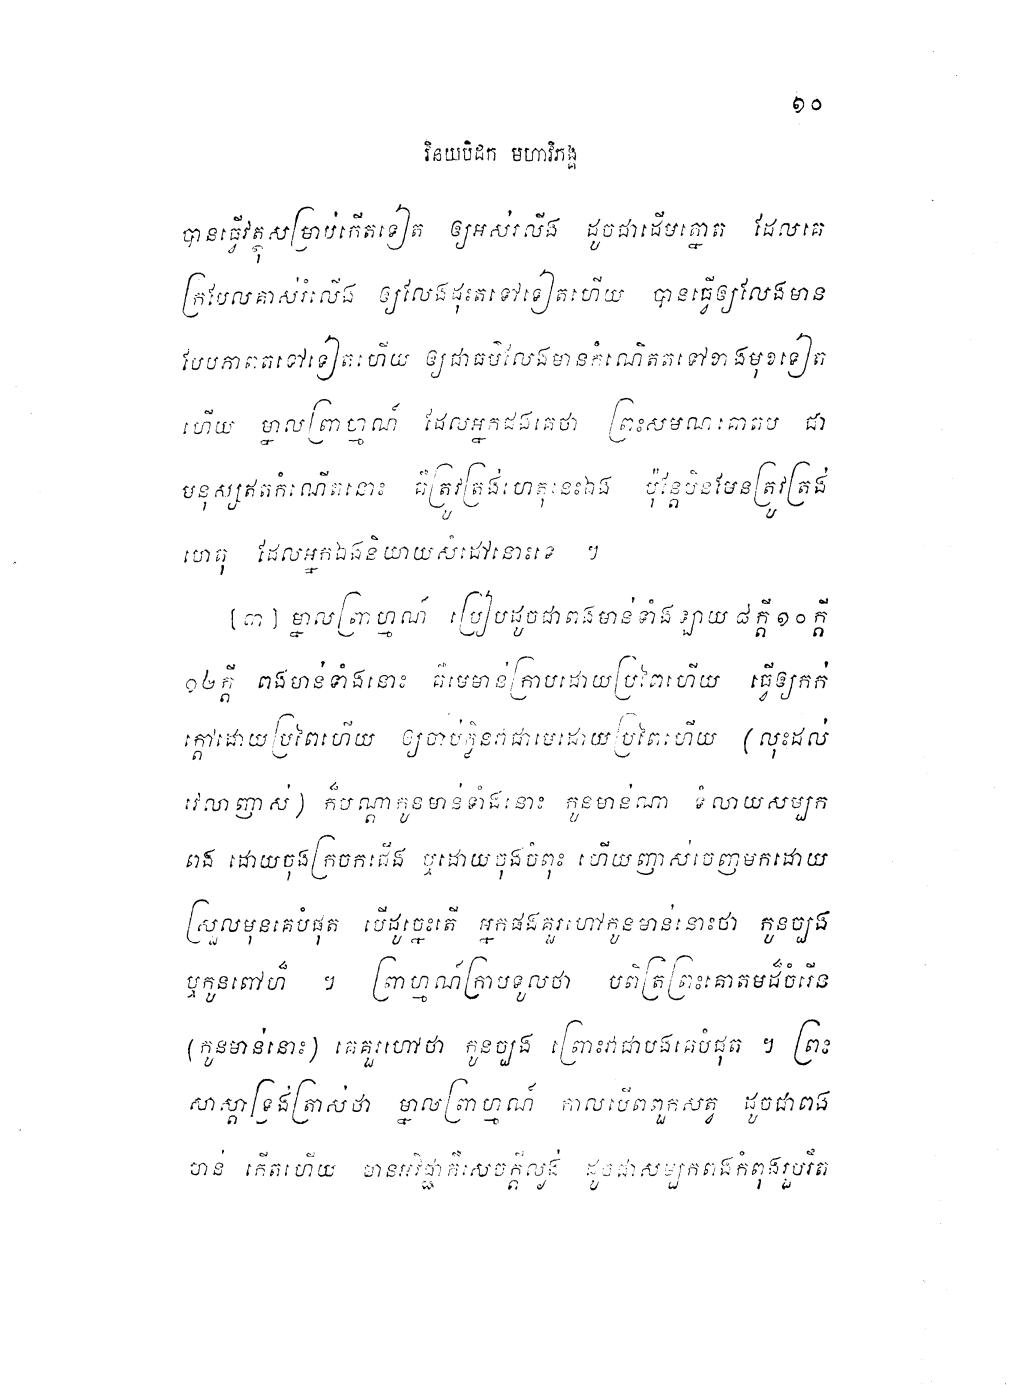 ១០
វិនយបិដក មហាវិភង្គ
បានធ្វើវត្ថុសម្រាប់កើតទៀត ឲ្យអស់រលីង ដូចជាដើមត្នោត ដែលគេ
ក្របែលគាស់រំលើង ឲ្យលែងដុះតទៅទៀតហើយ បានធ្វើឲ្យលែងមាន
បែបភាពតទៅទៀតហើយ ឲ្យជាធម៌លែងមានកំណើតតទៅខាងមុខទៀត
ហើយ ម្នាលព្រាហ្មណ៍ ដែលអ្នកផងគេថា ព្រះសមណគោតម ជា
មនុស្សឥតកំណើតនោះ គឺត្រូវត្រង់ហេតុនេះឯង ប៉ុន្តែមិនមែនត្រូវត្រង់
ហេតុ ដែលអ្នកឯងនិយាយសំដៅនោះទេ ។
[៣] ម្នាលព្រាហ្មណ៍ ប្រៀបដូចជាពងមាន់ទាំងឡាយ ៨ក្តី ១០ក្តី
១២ក្តី ពងមាន់ទាំងនោះ គឺមេមាន់ក្រាបដោយប្រពៃហើយ ធ្វើឲ្យកក់
ក្តៅដោយប្រពៃហើយ ឲ្យចាប់ក្លិនវាជាមេដោយប្រពៃហើយ (លុះដល់
វេលាញាស់) ក៏បណ្តាកូនមាន់ទាំងនោះ កូនមាន់ណា ទំលាយសម្បក
ពង ដោយចុងក្រចកជើង ឬដោយចុងចំពុះ ហើយញាស់ចេញមកដោយ
ស្រួលមុនគេបំផុត បើដូច្នេះតើ អ្នកផងគួរហៅកូនមាន់នោះថា កូនច្បង
ឬកូនពៅហ៎ ។ ព្រាហ្មណ៍ក្រាបទូលថា បពិត្រព្រះគោតមដ៏ចំរើន
(កូនមាន់នោះ) គេគួរហៅថា កូនច្បង ព្រោះវាជាបងគេបំផុត ។ ព្រះ
សាស្តាទ្រង់ត្រាស់ថា ម្នាលព្រាហ្មណ៍ កាលបើពពួកសត្វ ដូចជាពង
មាន់ កើតហើយ មានអវិជ្ជាគឺសេចក្តីល្ងង់ ដូចជាសម្បកពងកំពុងរួបរឹត